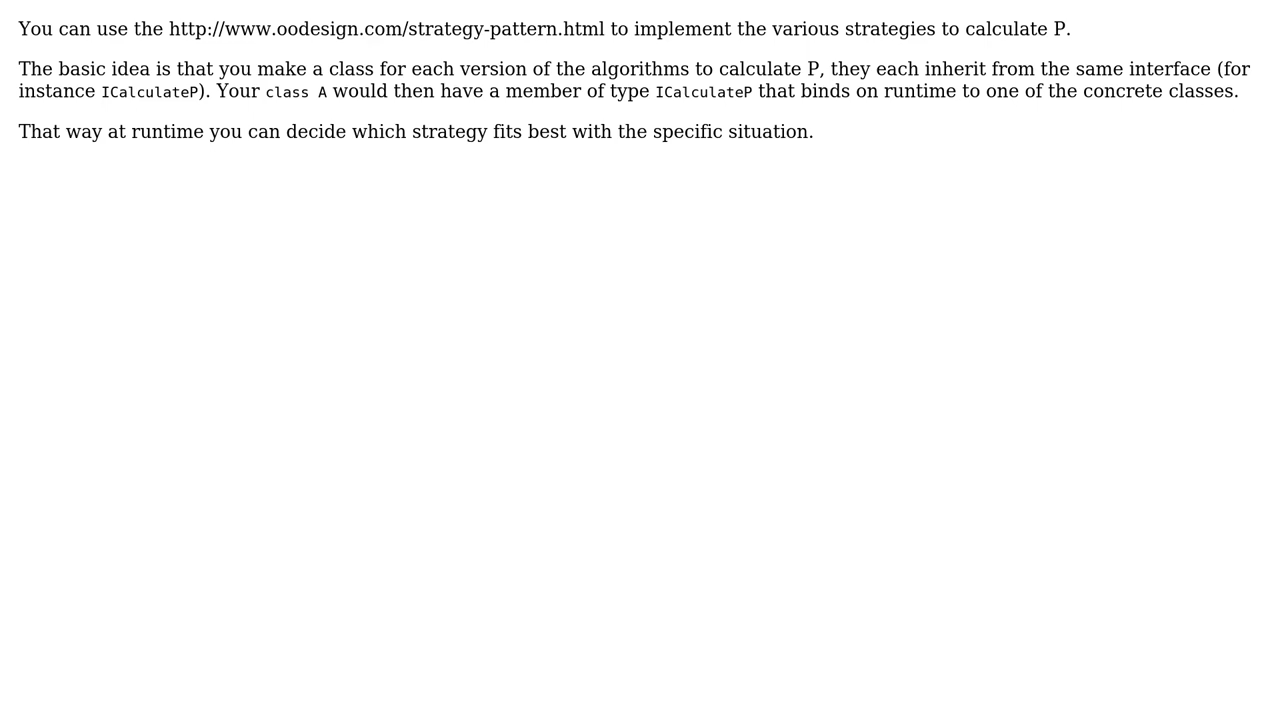 You can use the http://www.oodesign.com/strategy-pattern.html to implement the various strategies to calculate P.
The basic idea is that you make a class for each version of the algorithms to calculate P, they each inherit from the same interface (for
instance ICalculateP). Your class A would then have a member of type ICalculateP that binds on runtime to one of the concrete classes.
That way at runtime you can decide which strategy fits best with the specific situation.